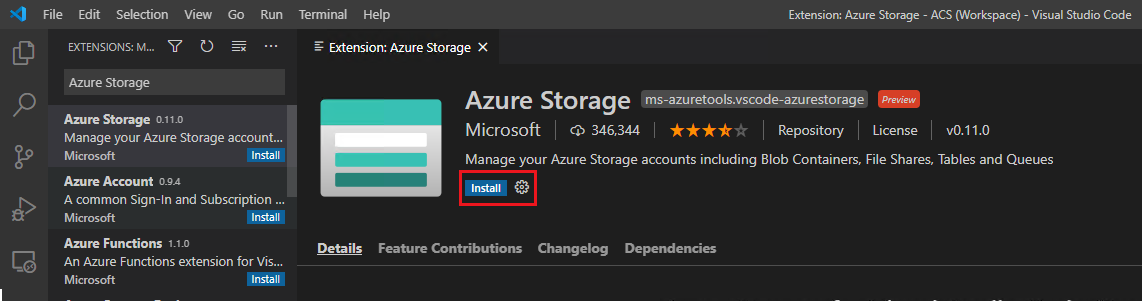 File Edit Selection View Go Run Terminal Help Extension: Azure Storage - ACS (Workspace) - Visual Studio Code
EXTENSIONS: M...
Azure Storage
Azure Storage 0.11.0
Manage your Azure Storage account...
Microsoft Install
Azure Account 0.9.4
A common Sign-In and Subscription ...
Microsoft Install
Azure Functions 1.1.0
An Azure Functions extension for Vis...
Microsoft Install
Extension: Azure Storage
Azure Storage ms-azuretools.vscode-azurestorage Preview
Microsoft 346,344 Repository License v0.11.0
Manage your Azure Storage accounts including Blob Containers, File Shares, Tables and Queues
Install
Details Feature Contributions Changelog Dependencies